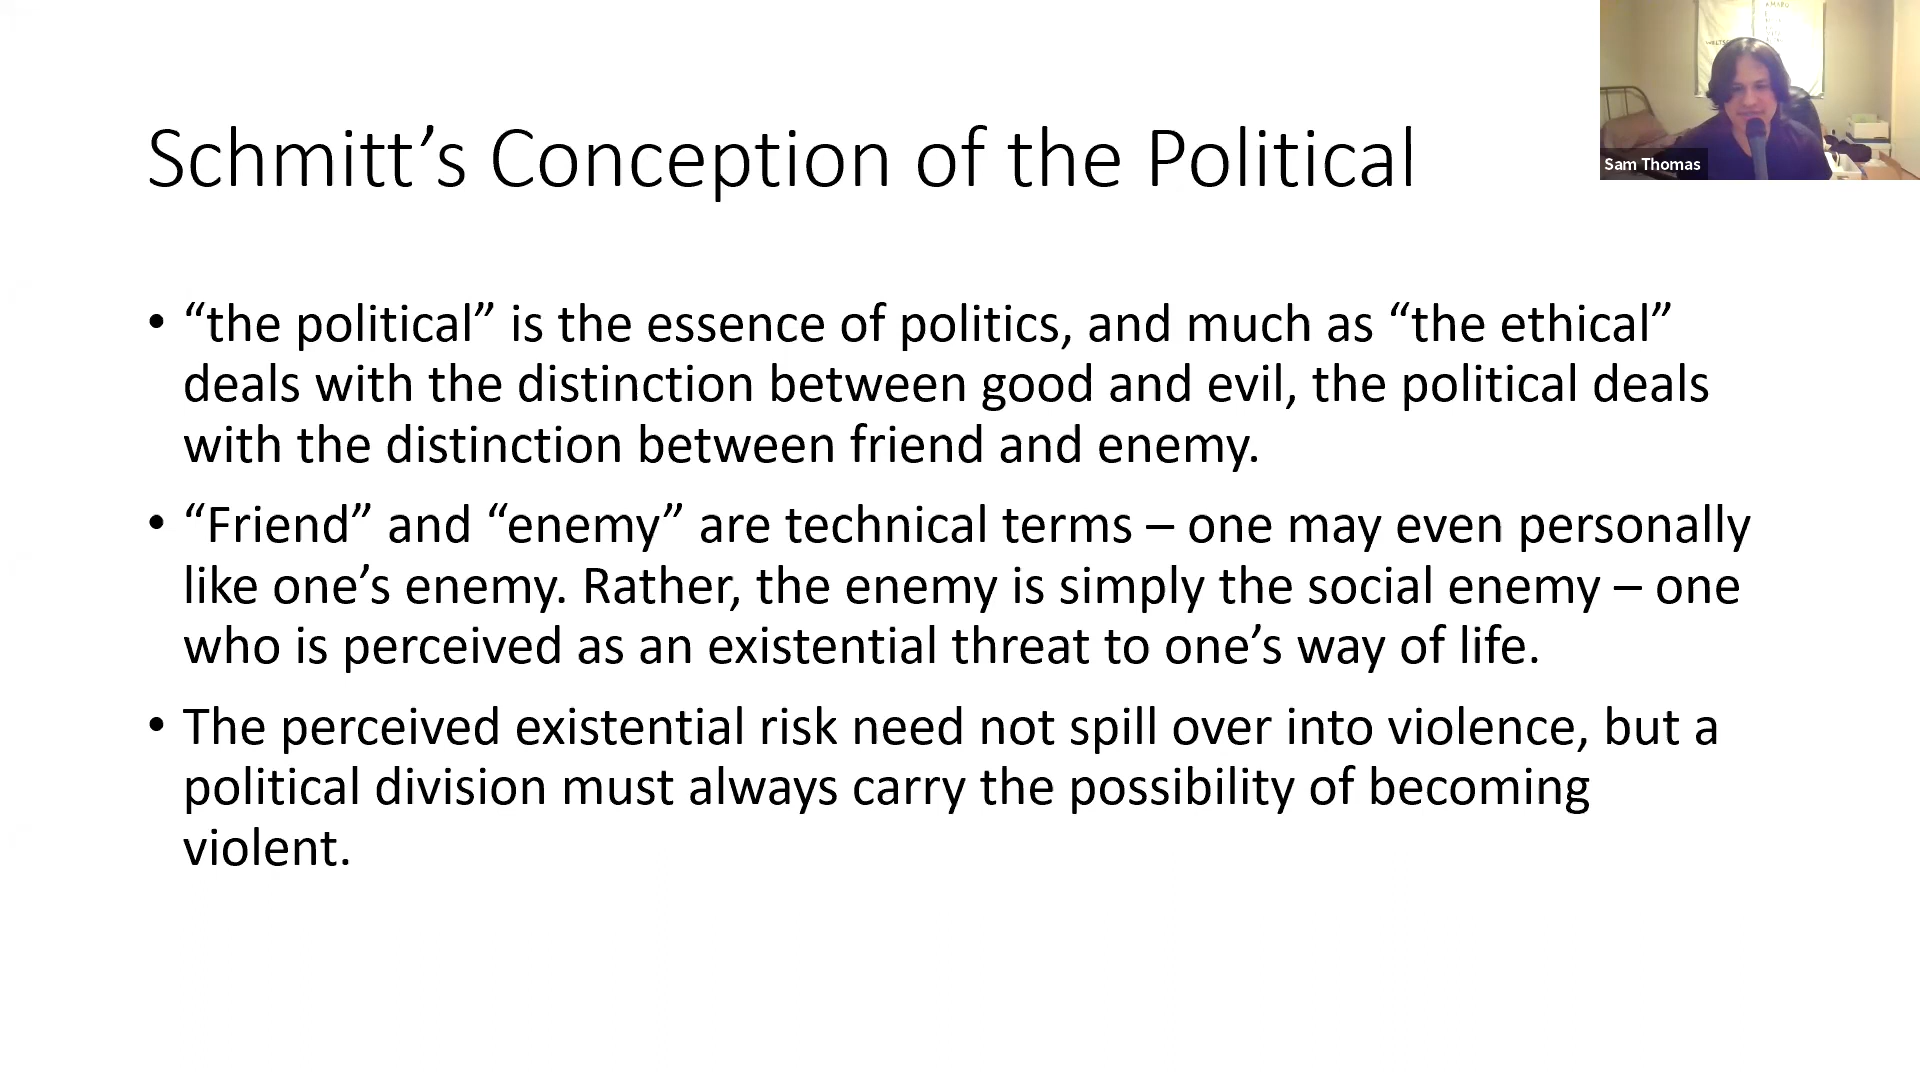 Schmitt’s Conception of the Political
Sam Thomas
• “the political” is the essence of politics, and much as “the ethical”
deals with the distinction between good and evil, the political deals
with the distinction between friend and enemy.
• “Friend” and “enemy” are technical terms – one may even personally
like one’s enemy. Rather, the enemy is simply the social enemy – one
who is perceived as an existential threat to one’s way of life.
• The perceived existential risk need not spill over into violence, but a
political division must always carry the possibility of becoming
violent.